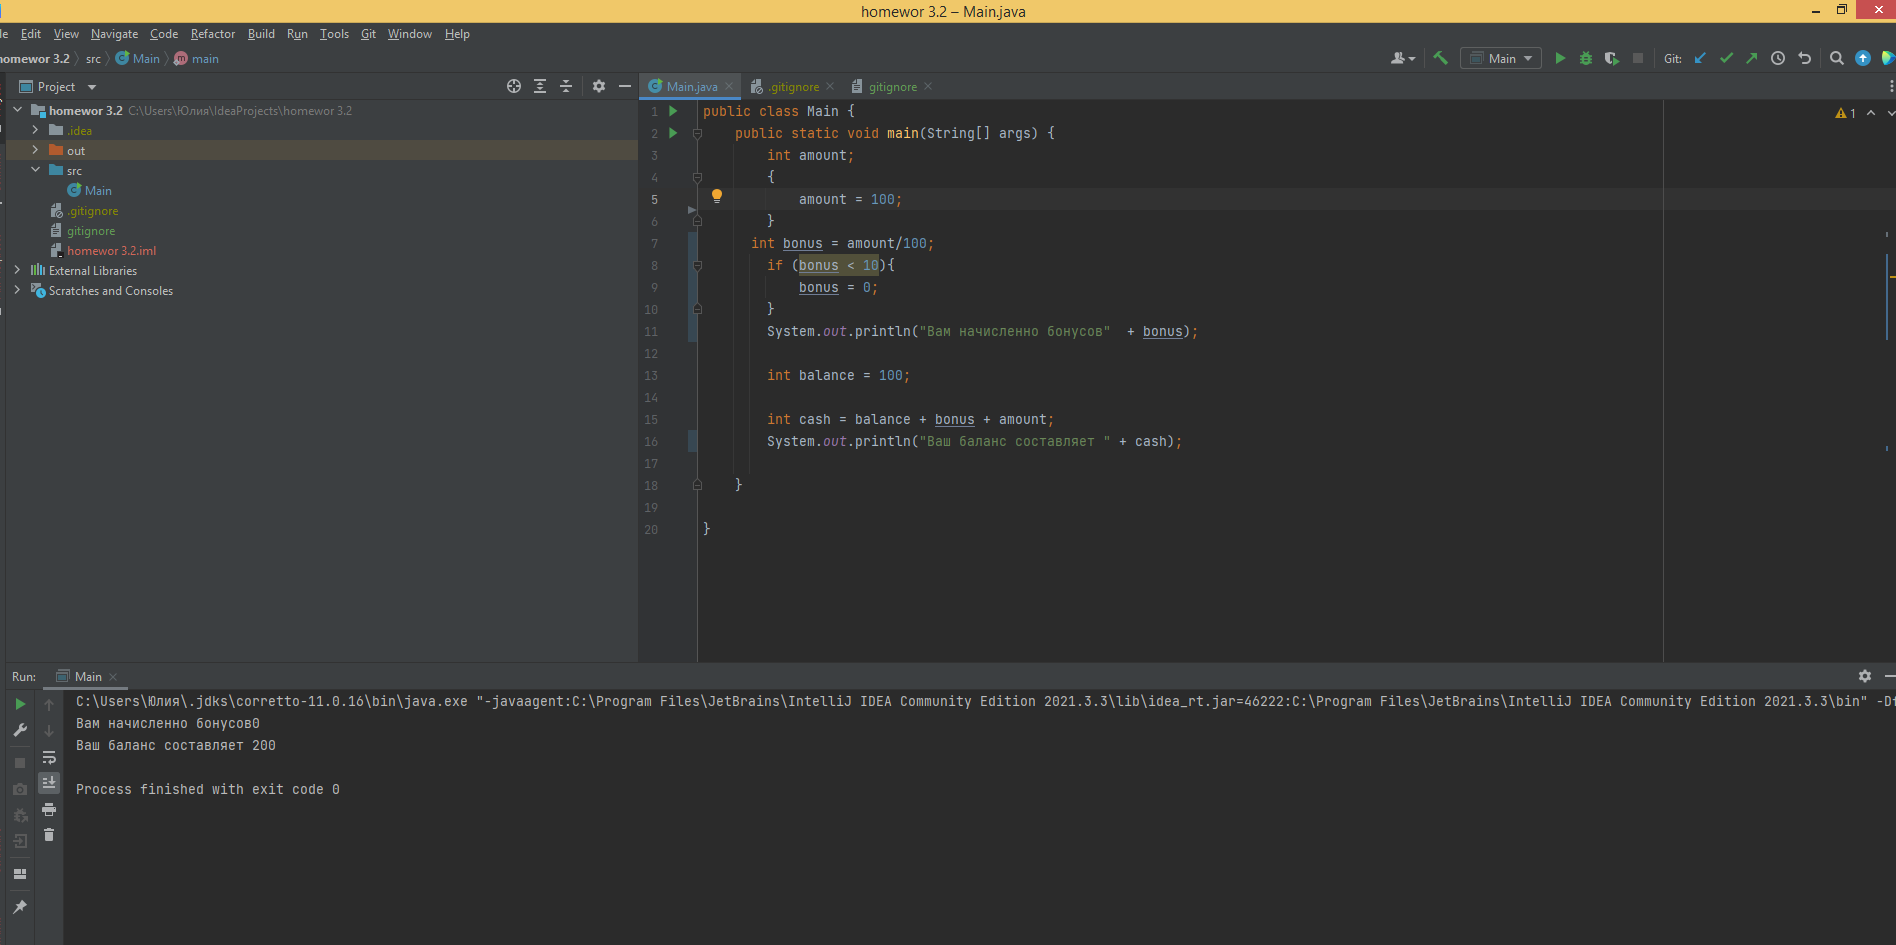 homewor 3.2 – Main.java
Edit View Navigate Code Refactor Build Run Tools Git Window Help
src Main main
Main Git:
Project
Main.java .gitignore gitignore
homewor 3.2 C:\Users\Юлия\IdeaProjects\homewor 3.2
.idea
out
src
Main
.gitignore
gitignore
homewor 3.2.iml
External Libraries
Scratches and Consoles
1 public class Main {
1
2 public static void main(String[] args) {
3 int amount;
4 {
5 amount = 100;
6 }
7 int bonus = amount/100;
8 if (bonus < 10){
9 bonus = 0;
10 }
11 System.out.println("Вам начисленно бонусов" + bonus);
12
13 int balance = 100;
14
15 int cash = balance + bonus + amount;
16 System.out.println("Ваш баланс составляет " + cash);
17
18 }
19
20 }
Run: Main
C:\Users\Юлия\.jdks\corretto-11.0.16\bin\java.exe "-javaagent:C:\Program Files\JetBrains\IntelliJ IDEA Community Edition 2021.3.3\lib\idea_rt.jar=46222:C:\Program Files\JetBrains\IntelliJ IDEA Community Edition 2021.3.3\bin"
Вам начисленно бонусов0
Ваш баланс составляет 200
Process finished with exit code 0